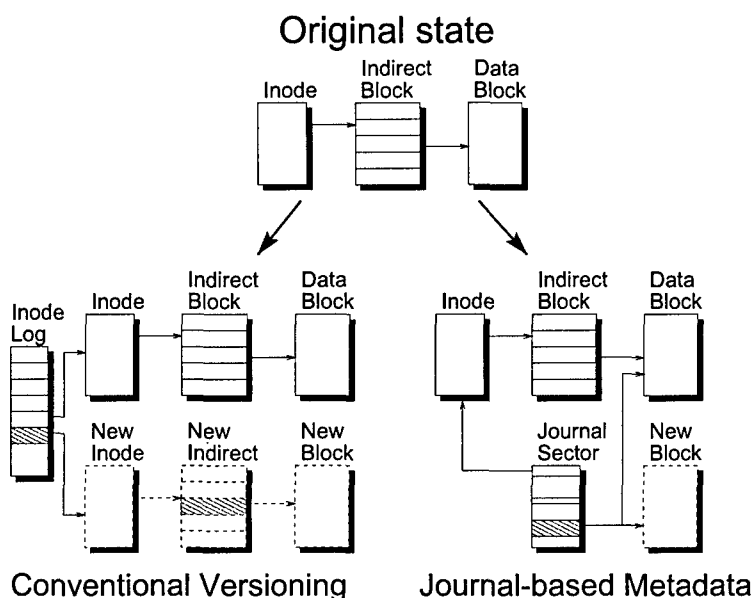 Original state
Inode
Indirect
Block
Data
Block
Inode
Log
Inode
Indirect
Block
Data
Block
New
Inode
New
Indirect
New
Block
Conventional Versioning
Inode
Indirect
Block
Data
Block
Journal
Sector
New
Block
Journal-based Metadata